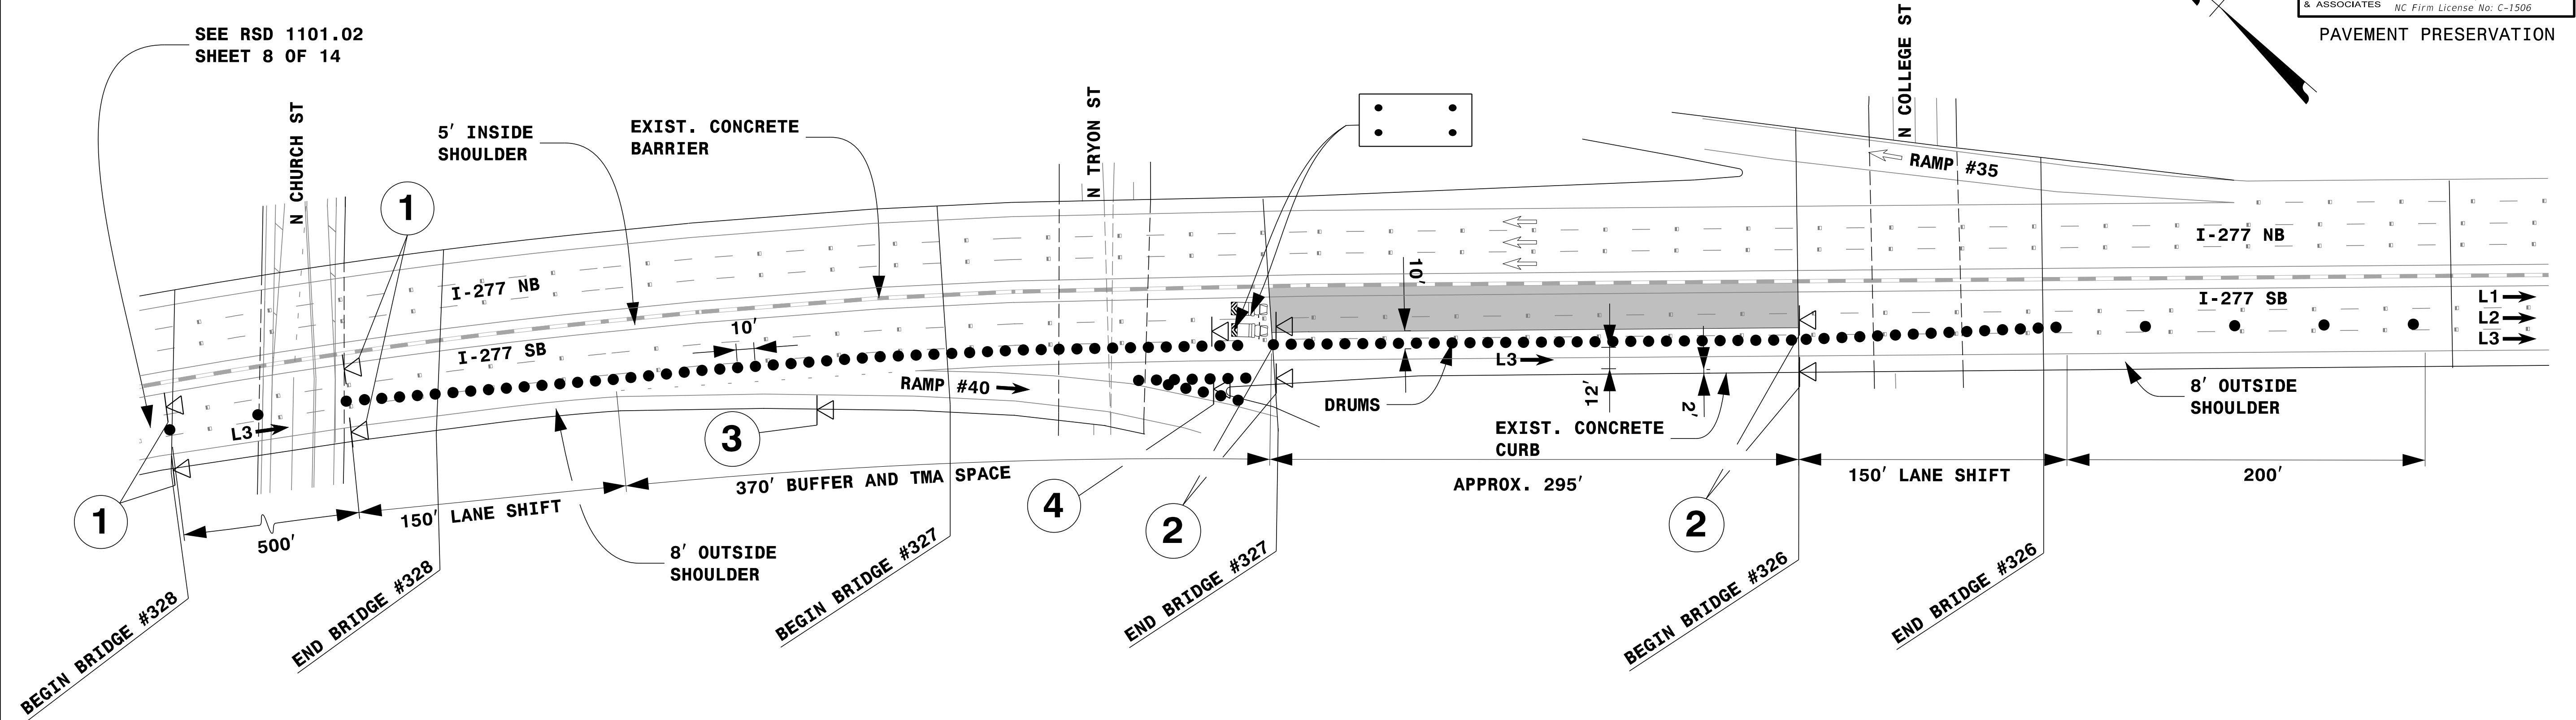 & ASSOCIATES
NC Firm License No: C-1506
PAVEMENT PRESERVATION
SEE RSD 1101.02
SHEET 8 OF 14
N CHURCH ST
5' INSIDE
SHOULDER
EXIST. CONCRETE
BARRIER
N TRYON ST
N COLLEGE ST
RAMP #35
1
I-277 NB
I-277 NB
10'
10'
I-277 SB
I-277 SB
L1
L2
L3
L3
L3
RAMP #40
12'
2'
DRUMS
EXIST. CONCRETE
CURB
8' OUTSIDE
SHOULDER
3
1
4
2
2
500'
150' LANE SHIFT
370' BUFFER AND TMA SPACE
APPROX. 295'
150' LANE SHIFT
200'
8' OUTSIDE
SHOULDER
BEGIN BRIDGE #328
END BRIDGE #328
BEGIN BRIDGE #327
END BRIDGE #327
BEGIN BRIDGE #326
END BRIDGE #326